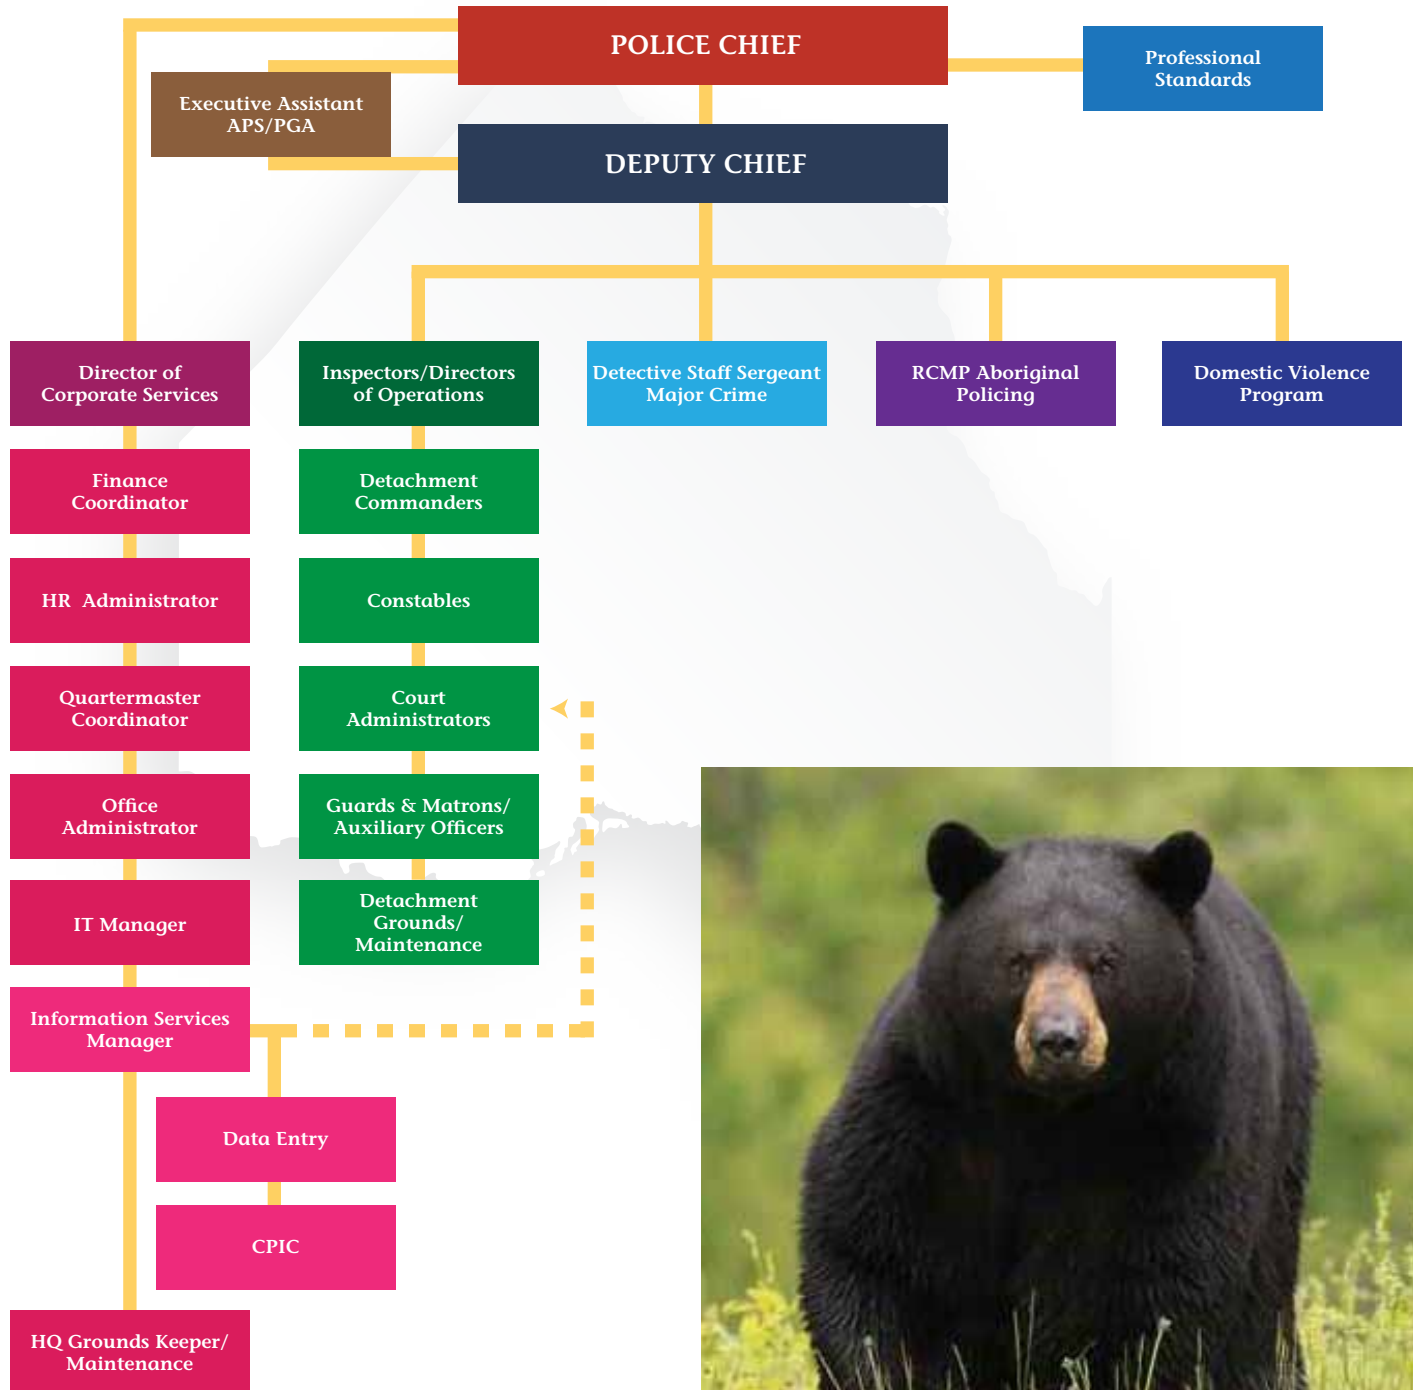 POLICE CHIEF
Professional
Standards
Executive Assistant
APS/PGA
DEPUTY CHIEF
Director of
Corporate Services
Inspectors/Directors
of Operations
Detective Staff Sergeant
Major Crime
RCMP Aboriginal
Policing
Domestic Violence
Program
Finance
Coordinator
Detachment
Commanders
HR Administrator
Constables
Quartermaster
Coordinator
Court
Administrators
Office
Administrator
Guards & Matrons/
Auxiliary Officers
IT Manager
Detachment
Grounds/
Maintenance
Information Services
Manager
Data Entry
CPIC
HQ Grounds Keeper/
Maintenance